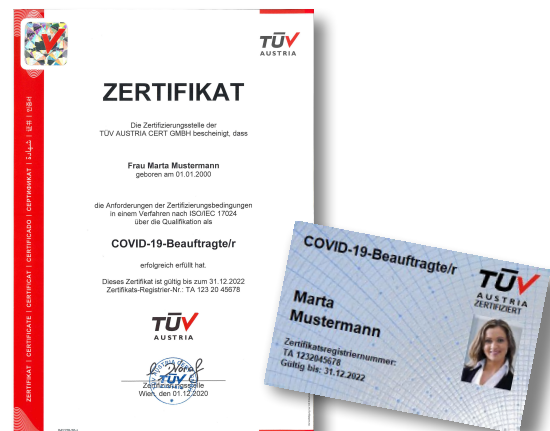 TÜV
AUSTRIA
ZERTIFIKAT
Die Zertifizierungsstelle der
TÜV AUSTRIA CERT GMBH bescheinigt, dass
Frau Marta Mustermann
geboren am 01.01.2000
die Anforderungen der Zertifizierungsbedingungen
in einem Verfahren nach ISO/IEC 17024
über die Qualifikation als
COVID-19-Beauftragte/r
erfolgreich erfüllt hat.
Dieses Zertifikat ist gültig bis zum 31.12.2022
Zertifikats-Registrier-Nr.: TA 123 20 45678
TÜV
AUSTRIA
TÜV
Zertifizierungsstelle
Wien, den 01.12.2020
ZERTIFIKAT | CERTIFICATE | CERTIFICAT | CERTIFICADO | СЕРТИФИКАТ
COVID-19-Beauftragte/r
TÜV
AUSTRIA
ZERTIFIZIERT
Marta
Mustermann
Zertifikatsregistriernummer:
TA 1232045678
Gültig bis: 31.12.2022